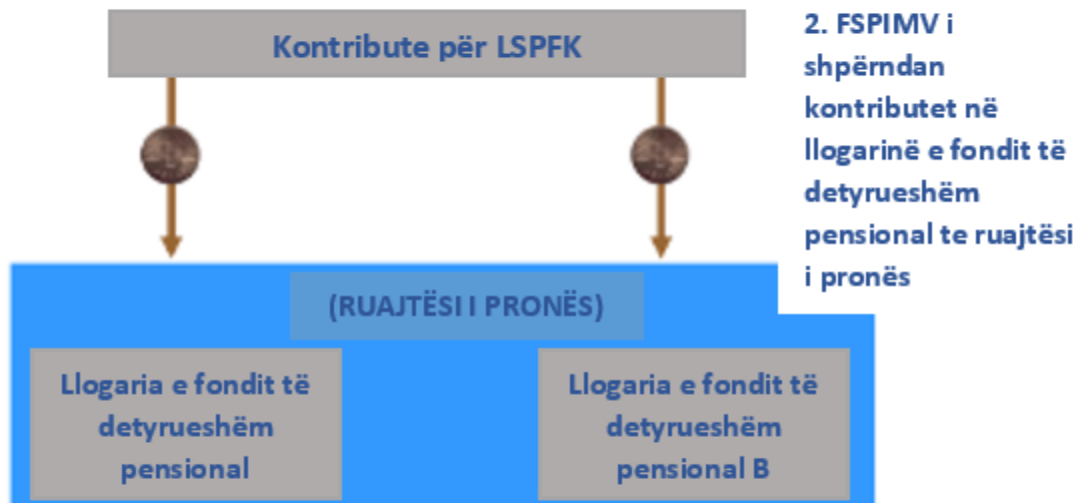 Kontribute për LSPFK
2. FSPIMV i
shpërndan
kontributet në
llogarinë e fondit të
detyrueshëm
pensional te ruajtësi
i pronës
(RUAJTËSI I PRONËS)
Llogaria e fondit të
detyrueshëm
pensional
Llogaria e fondit të
detyrueshëm
pensional B